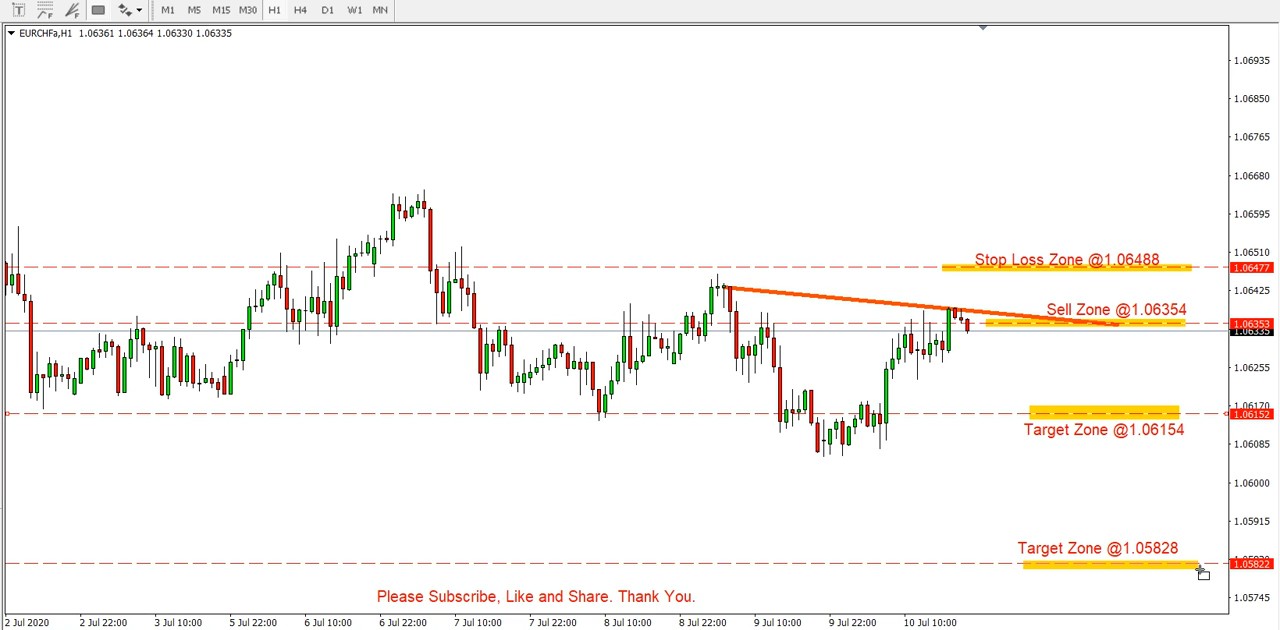 T F F M1 M5 M15 M30 H1 H4 D1 W1 MN
EURCHFa,H1 1.06361 1.06364 1.06330 1.06335
1.06935
1.06850
1.06765
1.06680
1.06595
1.06510
Stop Loss Zone @1.06488
1.06477
1.06425
Sell Zone @1.06354
1.06353
1.06335
1.06255
1.06170
1.06152
Target Zone @1.06154
1.06085
1.06000
1.05915
Target Zone @1.05828
1.05822
Please Subscribe, Like and Share. Thank You.
1.05745
2 Jul 2020 2 Jul 22:00 3 Jul 10:00 5 Jul 22:00 6 Jul 10:00 6 Jul 22:00 7 Jul 10:00 7 Jul 22:00 8 Jul 10:00 8 Jul 22:00 9 Jul 10:00 9 Jul 22:00 10 Jul 10:00